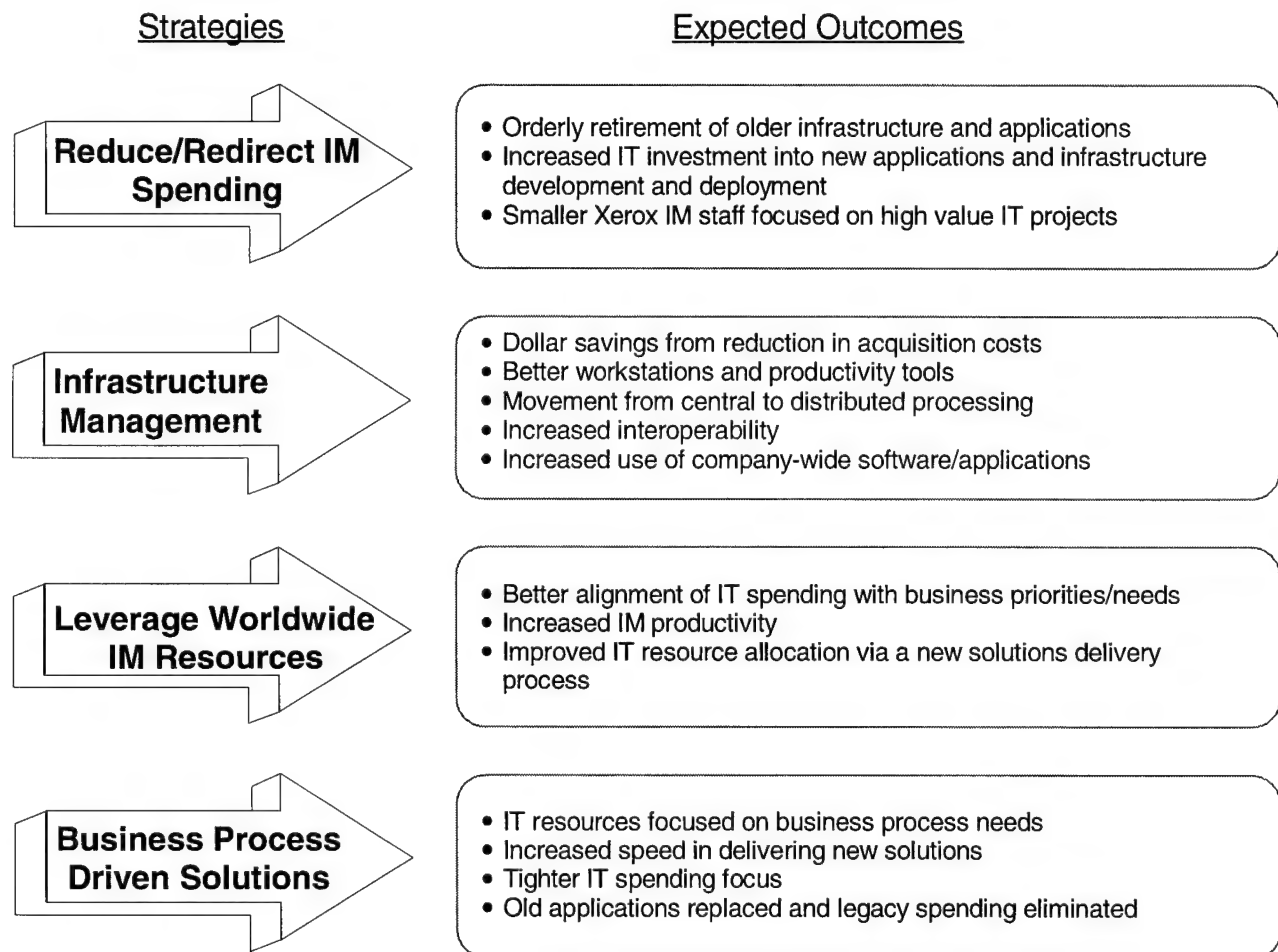 Strategies
Expected Outcomes
Reduce/Redirect IM
Spending
• Orderly retirement of older infrastructure and applications
• Increased IT investment into new applications and infrastructure
development and deployment
• Smaller Xerox IM staff focused on high value IT projects
Infrastructure
Management
• Dollar savings from reduction in acquisition costs
• Better workstations and productivity tools
• Movement from central to distributed processing
• Increased interoperability
• Increased use of company-wide software/applications
Leverage Worldwide
IM Resources
• Better alignment of IT spending with business priorities/needs
• Increased IM productivity
• Improved IT resource allocation via a new solutions delivery
process
Business Process
Driven Solutions
• IT resources focused on business process needs
• Increased speed in delivering new solutions
• Tighter IT spending focus
• Old applications replaced and legacy spending eliminated